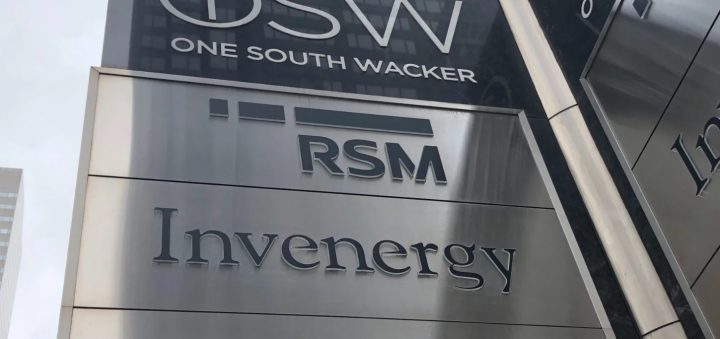 OSW
ONE SOUTH WACKER
RSM
Invenergy